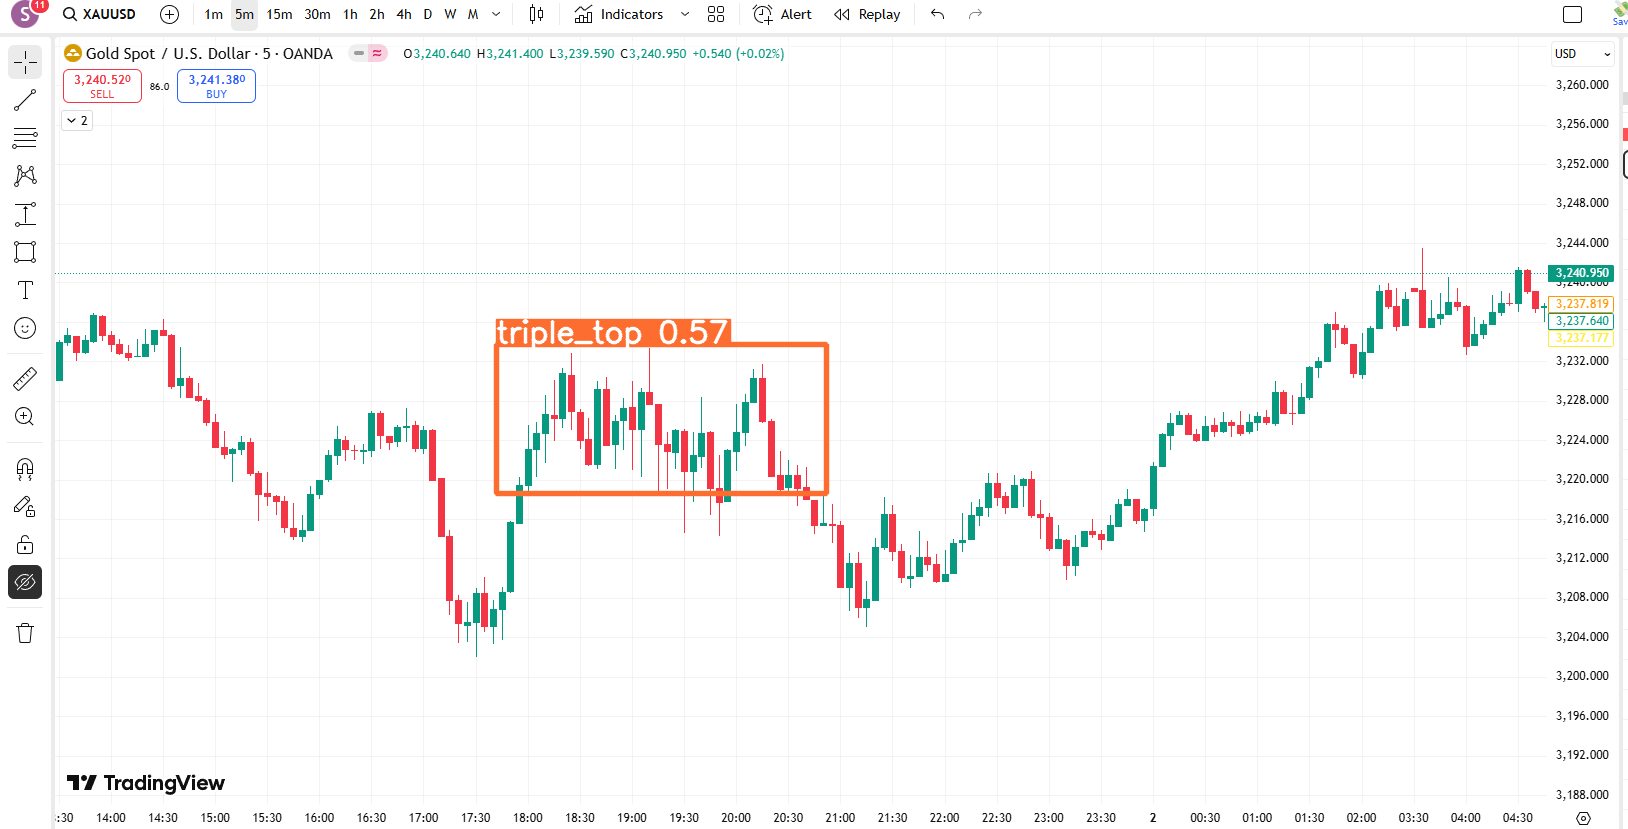 S 11 XAUUSD 1m 5m 15m 30m 1h 2h 4h D W M Indicators Alert Replay
Sav
Gold Spot / U.S. Dollar · 5 · OANDA O3,240.640 H3,241.400 L3,239.590 C3,240.950 +0.540 (+0.02%)
USD
3,240.520 SELL
86.0
3,241.380 BUY
2
3,260.000
3,256.000
3,252.000
3,248.000
3,244.000
3,240.950
3,240.000
3,237.819
3,237.640
3,237.177
3,232.000
3,228.000
3,224.000
3,220.000
3,216.000
3,212.000
3,208.000
3,204.000
3,200.000
3,196.000
3,192.000
3,188.000
triple_top 0.57
TradingView
:30 14:00 14:30 15:00 15:30 16:00 16:30 17:00 17:30 18:00 18:30 19:00 19:30 20:00 20:30 21:00 21:30 22:00 22:30 23:00 23:30 2 00:30 01:00 01:30 02:00 02:30 03:00 03:30 04:00 04:30